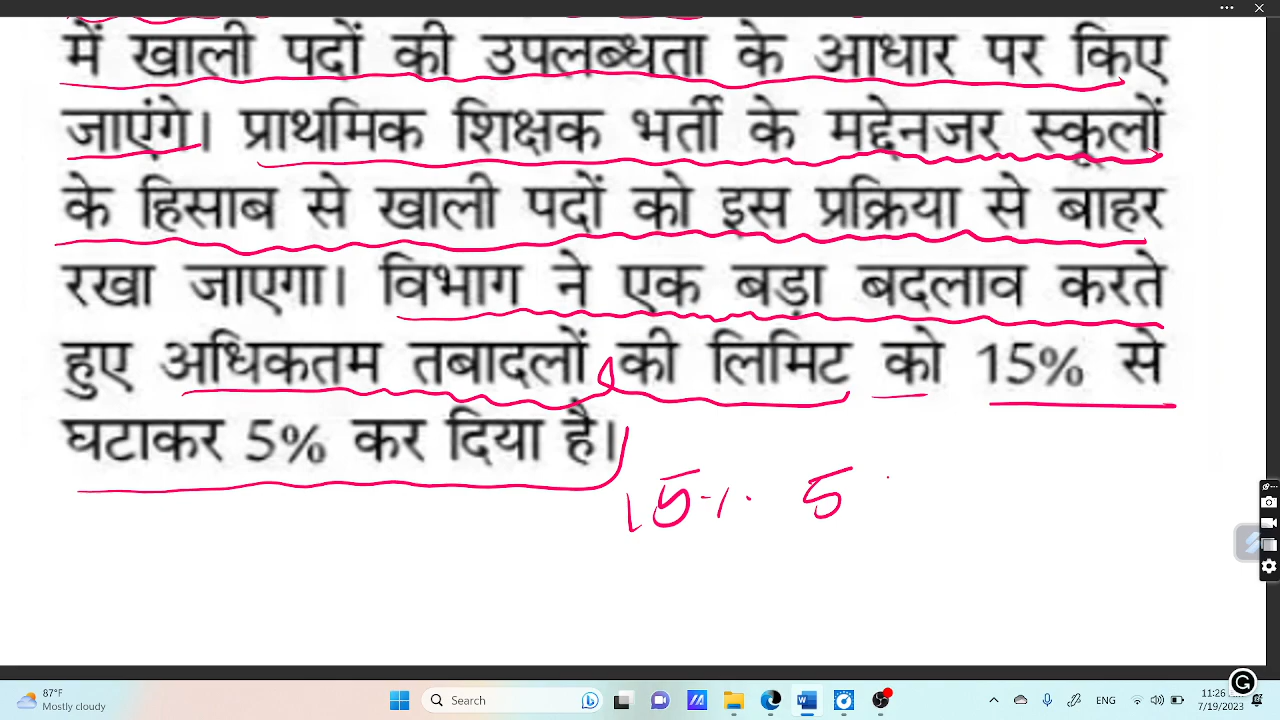 में खाली पदों की उपलब्धता के आधार पर किए
जाएंगे। प्राथमिक शिक्षक भर्ती के मद्देनजर स्कूलों
के हिसाब से खाली पदों को इस प्रक्रिया से बाहर
रखा जाएगा। विभाग ने एक बड़ा बदलाव करते
हुए अधिकतम तबादलों की लिमिट को 15% से
घटाकर 5% कर दिया है।
15% 5
87°F
Mostly cloudy
Search
ENG
11:26
7/19/2023